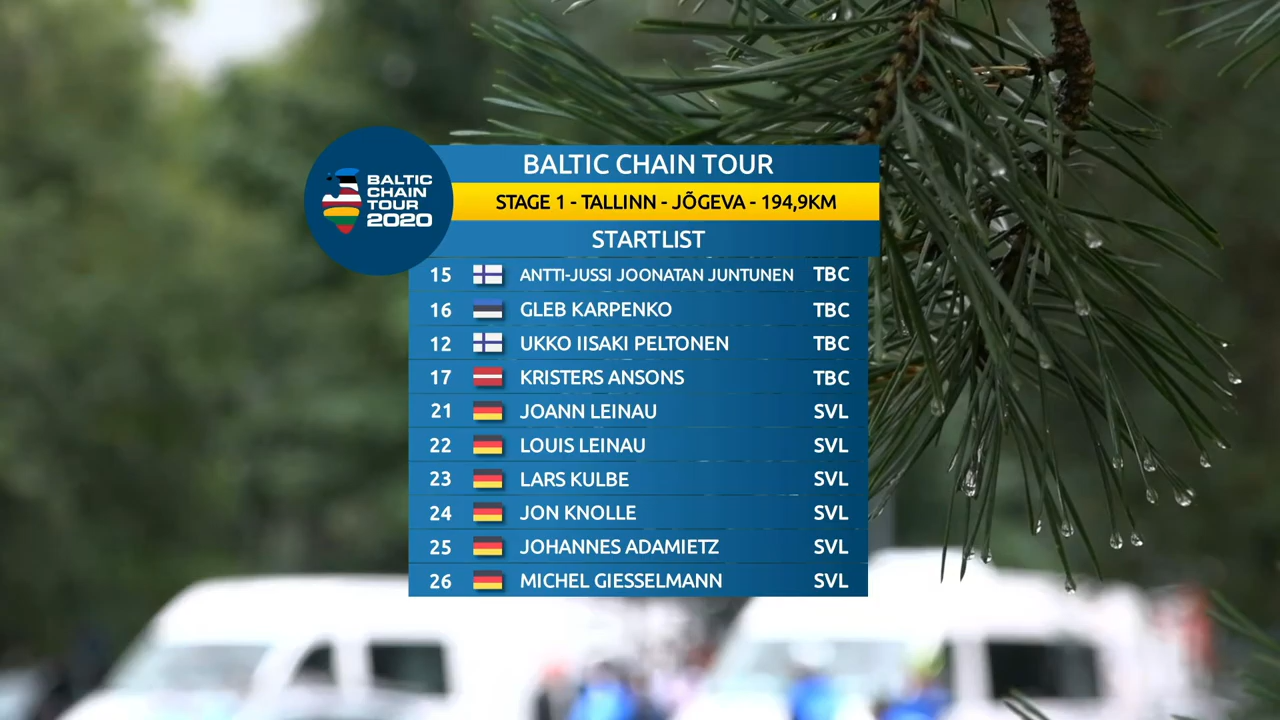 BALTIC
CHAIN
TOUR
2020
BALTIC CHAIN TOUR
STAGE 1 - TALLINN - JÕGEVA - 194,9KM
STARTLIST
15 ANTTI-JUSSI JOONATAN JUNTUNEN TBC
16 GLEB KARPENKO TBC
12 UKKO IISAKI PELTONEN TBC
17 KRISTERS ANSONS TBC
21 JOANN LEINAU SVL
22 LOUIS LEINAU SVL
23 LARS KULBE SVL
24 JON KNOLLE SVL
25 JOHANNES ADAMIETZ SVL
26 MICHEL GIESSELMANN SVL